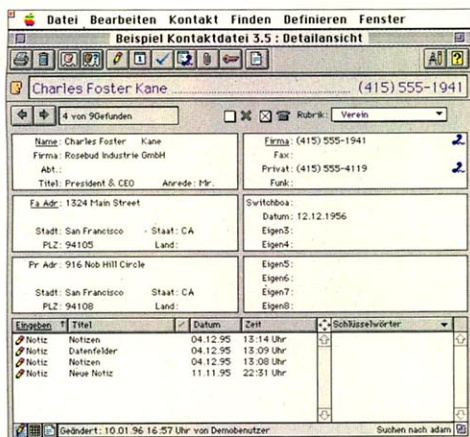 Datei Bearbeiten Kontakt Finden Definieren Fenster
Beispiel Kontaktdatei 3.5 : Detailansicht
Charles Foster Kane (415) 555-1941
4 von 9Gefunden Rubrik: Verein
Name: Charles Foster Kane
Firma: Rosebud Industrie GmbH
Abt.:
Titel: President & CEO Anrede: Mr.
Firma: (415) 555-1941
Fax:
Privat: (415) 555-4119
Funk:
Fa Adr: 1324 Main Street
Stadt: San Francisco Staat: CA
PLZ: 94105 Land:
Switchboa:
Datum: 12.12.1956
Eigen3:
Eigen4:
Pr Adr: 916 Nob Hill Circle
Stadt: San Francisco Staat: CA
PLZ: 94108 Land:
Eigen5:
Eigen6:
Eigen7:
Eigen8:
Eingeben Titel Datum Zeit Schlüsselwörter
Notiz Notizen 04.12.95 13:14 Uhr
Notiz Datenfelder 04.12.95 13:09 Uhr
Notiz Notizen 04.12.95 13:08 Uhr
Notiz Neue Notiz 11.11.95 22:31 Uhr
Geändert: 10.01.96 16:57 Uhr von Demobenutzer Suchen nach adam